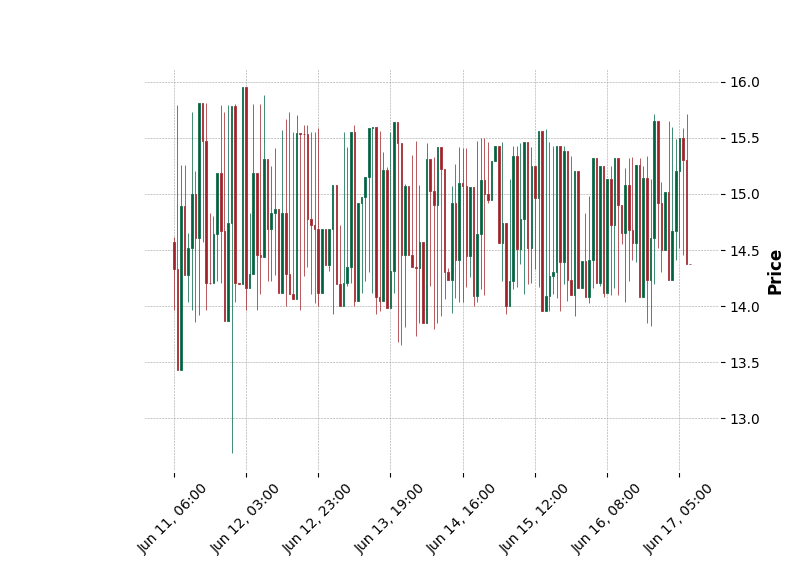 16.0
15.5
15.0
14.5
14.0
13.5
13.0
Price
Jun 11, 06:00
Jun 12, 03:00
Jun 12, 23:00
Jun 13, 19:00
Jun 14, 16:00
Jun 15, 12:00
Jun 16, 08:00
Jun 17, 05:00